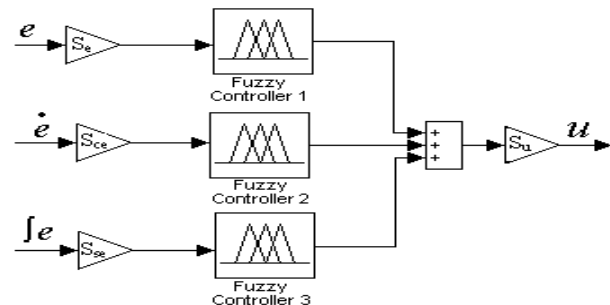 e
Se
Fuzzy
Controller 1
ė
Sce
Fuzzy
Controller 2
+
+
+
Su
u
∫e
Sse
Fuzzy
Controller 3